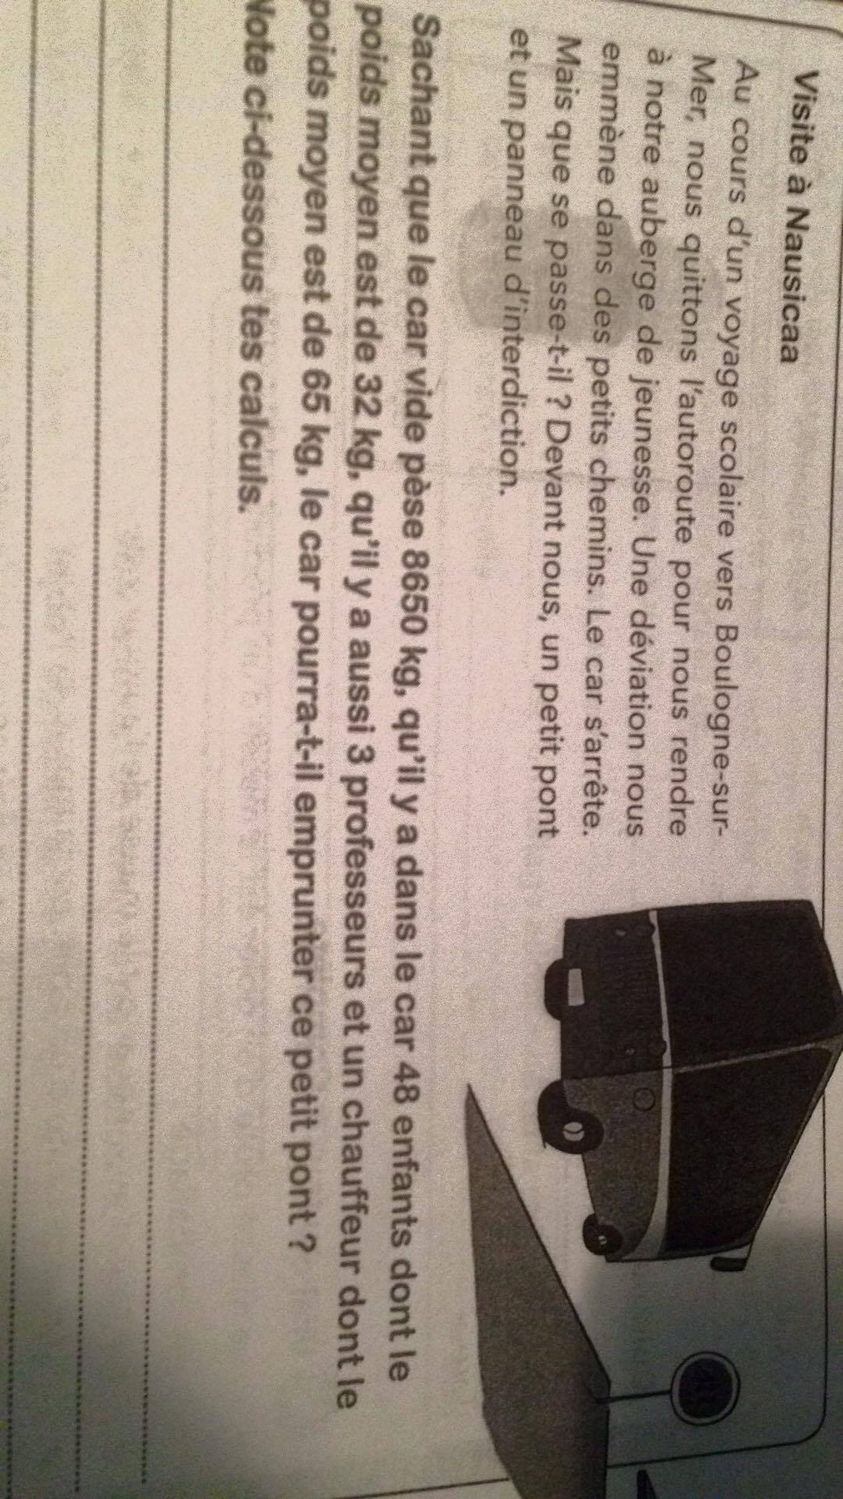 Visite à Nausicaa
Au cours d'un voyage scolaire vers Boulogne-sur-
Mer, nous quittons l'autoroute pour nous rendre
à notre auberge de jeunesse. Une déviation nous
emmène dans des petits chemins. Le car s'arrête.
Mais que se passe-t-il ? Devant nous, un petit pont
et un panneau d'interdiction.
Sachant que le car vide pèse 8650 kg, qu'il y a dans le car 48 enfants dont le
poids moyen est de 32 kg, qu'il y a aussi 3 professeurs et un chauffeur dont le
poids moyen est de 65 kg, le car pourra-t-il emprunter ce petit pont ?
Note ci-dessous tes calculs.